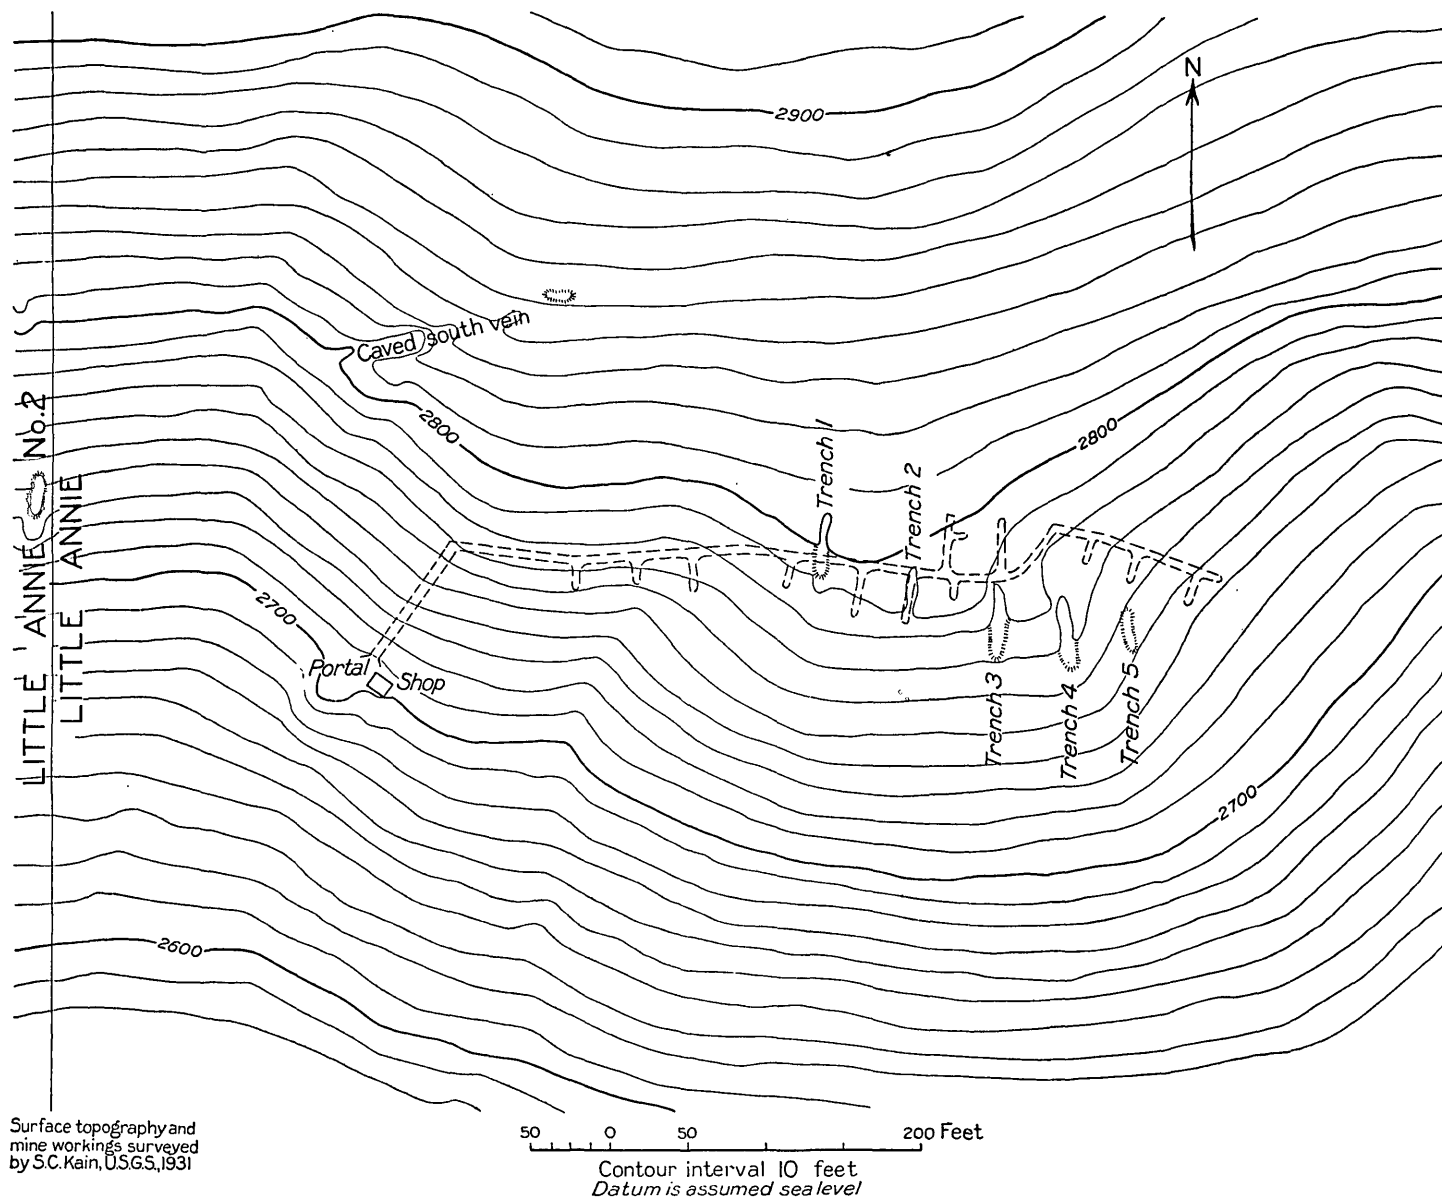 N
2900
Caved south vein
2800
2800
Trench 1
Trench 2
LITTLE ANNIE No.2
LITTLE ANNIE
2700
Portal
Shop
Trench 3
Trench 4
Trench 5
2700
2600
Surface topography and
mine workings surveyed
by S.C. Kain, U.S.G.S., 1931
50 0 50 200 Feet
Contour interval 10 feet
Datum is assumed sea level